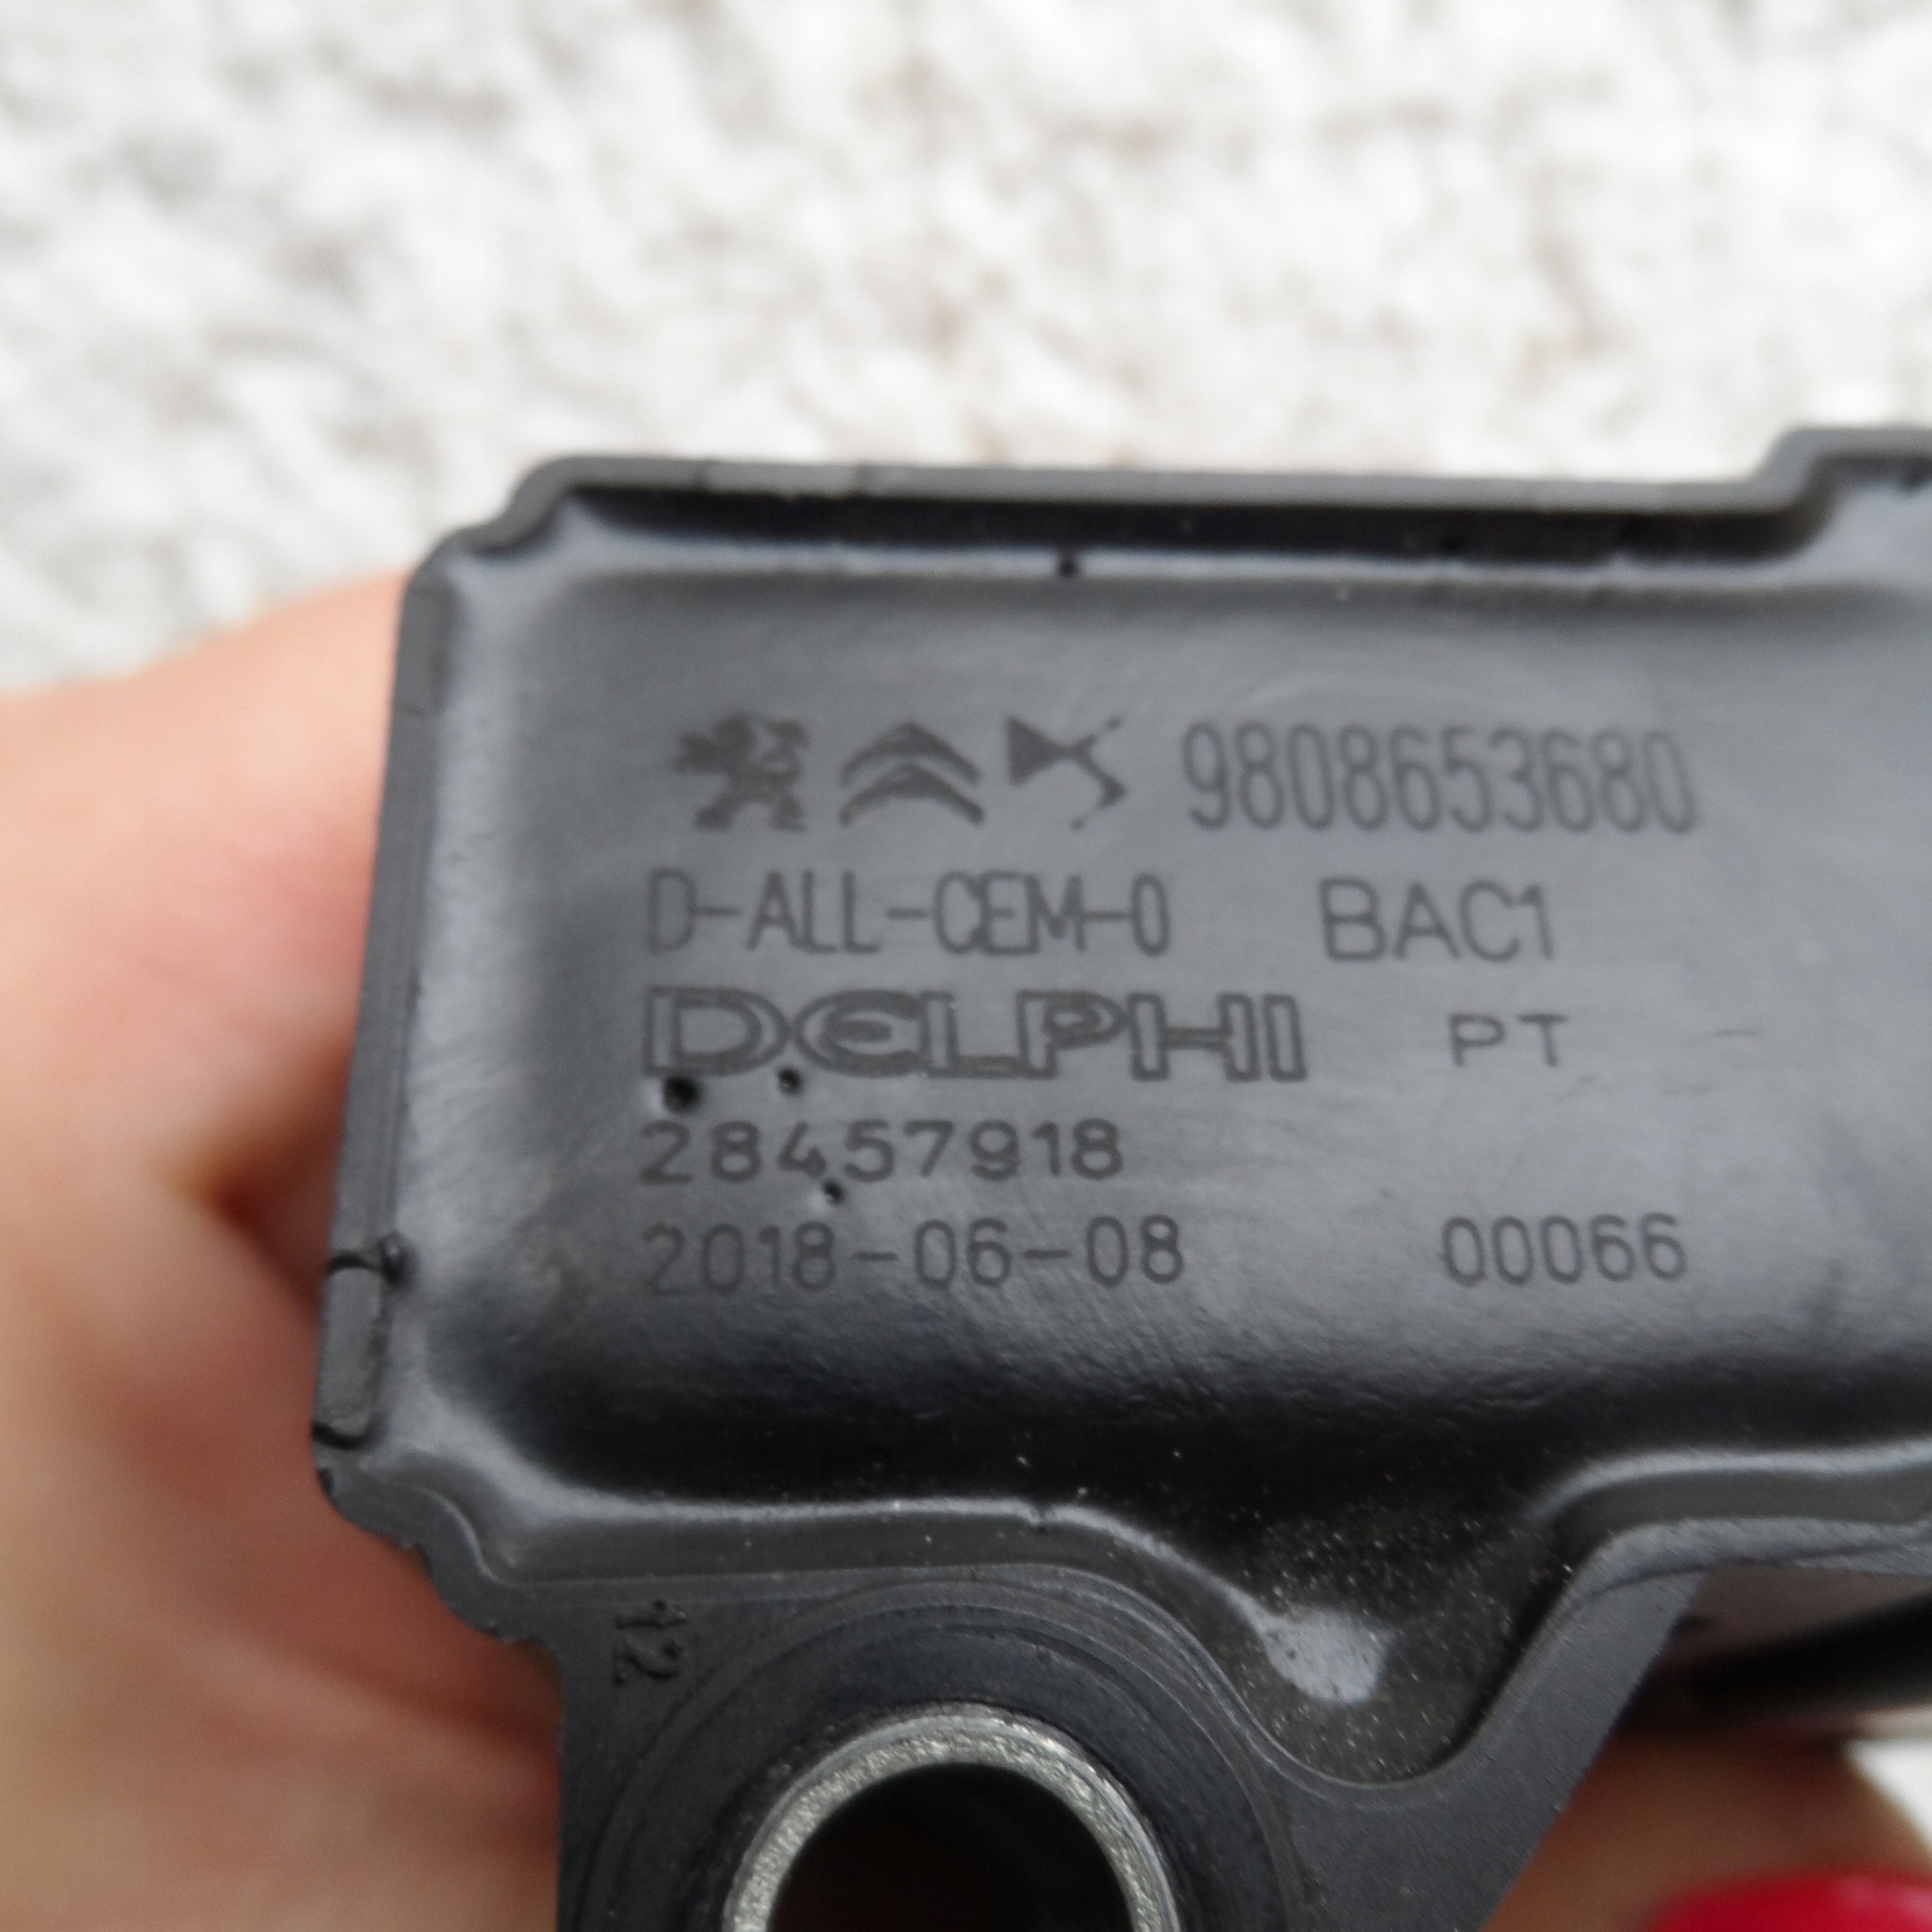 9808653680
D-ALL-CEM-0 BAC1
DELPHI PT
28457918
2018-06-08 00066
12